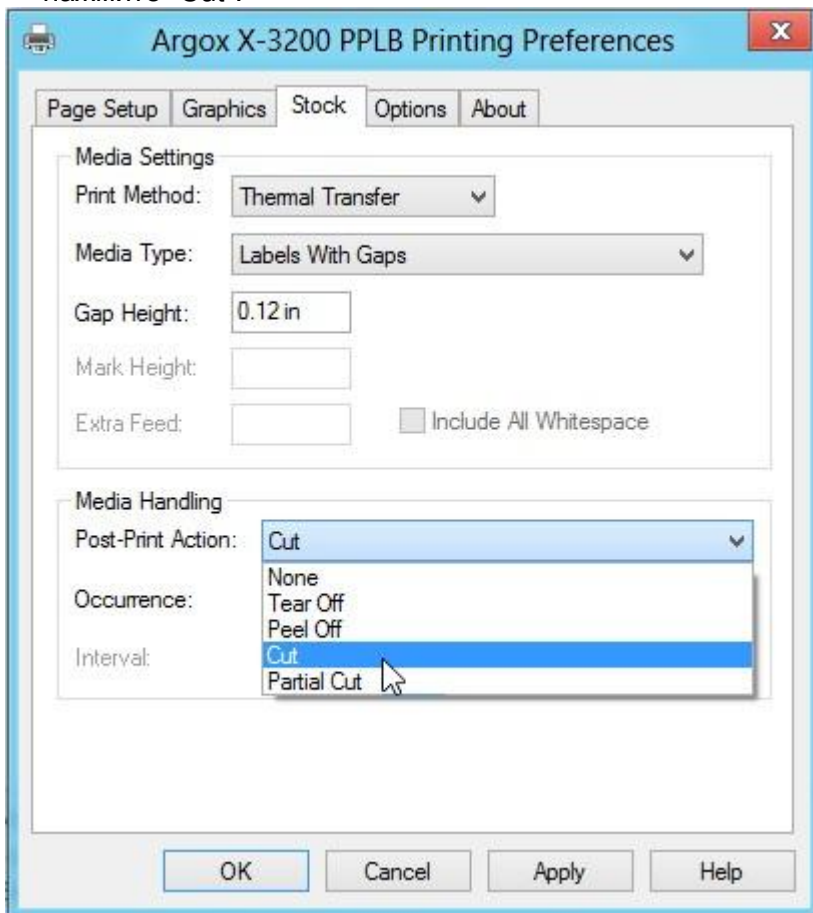 "Cut".
Argox X-3200 PPLB Printing Preferences
Page Setup Graphics Stock Options About
Media Settings
Print Method: Thermal Transfer
Media Type: Labels With Gaps
Gap Height: 0.12 in
Mark Height:
Extra Feed: Include All Whitespace
Media Handling
Post-Print Action: Cut
None
Occurrence: Tear Off
Peel Off
Interval: Cut
Partial Cut
OK Cancel Apply Help